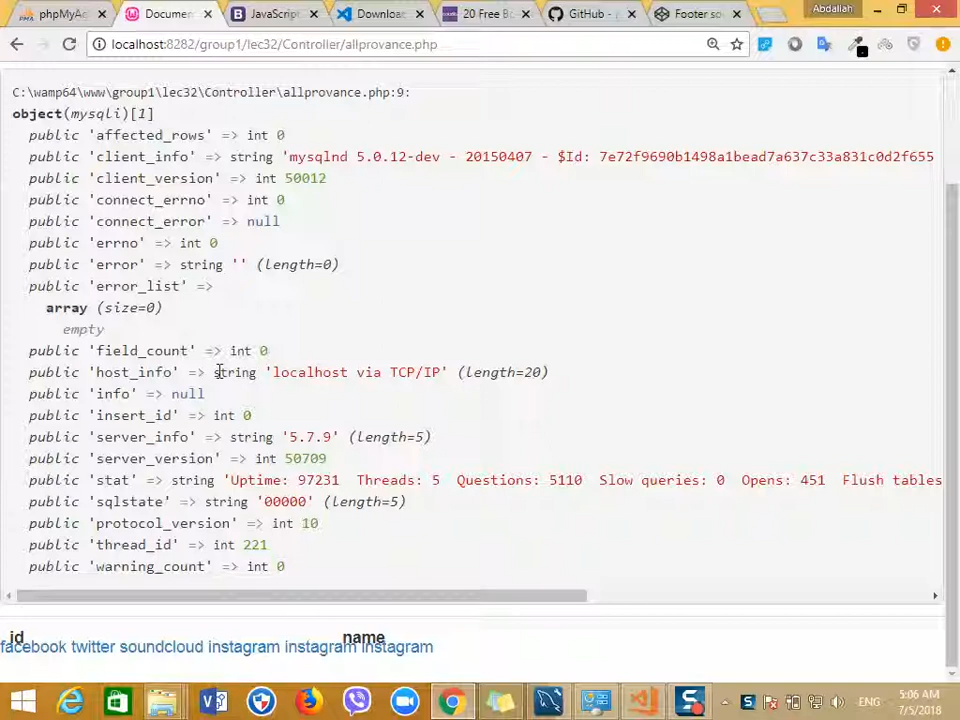 phpMyA
Documen
JavaScrip
Downloa
20 Free B
GitHub -
Footer so
Abdallah
localhost:8282/group1/lec32/Controller/allprovance.php
C:\wamp64\www\group1\lec32\Controller\allprovance.php:9:
object(mysqli)[1]
public 'affected_rows' => int 0
public 'client_info' => string 'mysqlnd 5.0.12-dev - 20150407 - $Id: 7e72f9690b1498a1bead7a637c33a831c0d2f655
public 'client_version' => int 50012
public 'connect_errno' => int 0
public 'connect_error' => null
public 'errno' => int 0
public 'error' => string '' (length=0)
public 'error_list' =>
array (size=0)
empty
public 'field_count' => int 0
public 'host_info' => string 'localhost via TCP/IP' (length=20)
public 'info' => null
public 'insert_id' => int 0
public 'server_info' => string '5.7.9' (length=5)
public 'server_version' => int 50709
public 'stat' => string 'Uptime: 97231  Threads: 5  Questions: 5110  Slow queries: 0  Opens: 451  Flush tables
public 'sqlstate' => string '00000' (length=5)
public 'protocol_version' => int 10
public 'thread_id' => int 221
public 'warning_count' => int 0
id name
facebook twitter soundcloud instagram instagram instagram
ENG
5:06 AM
7/5/2018